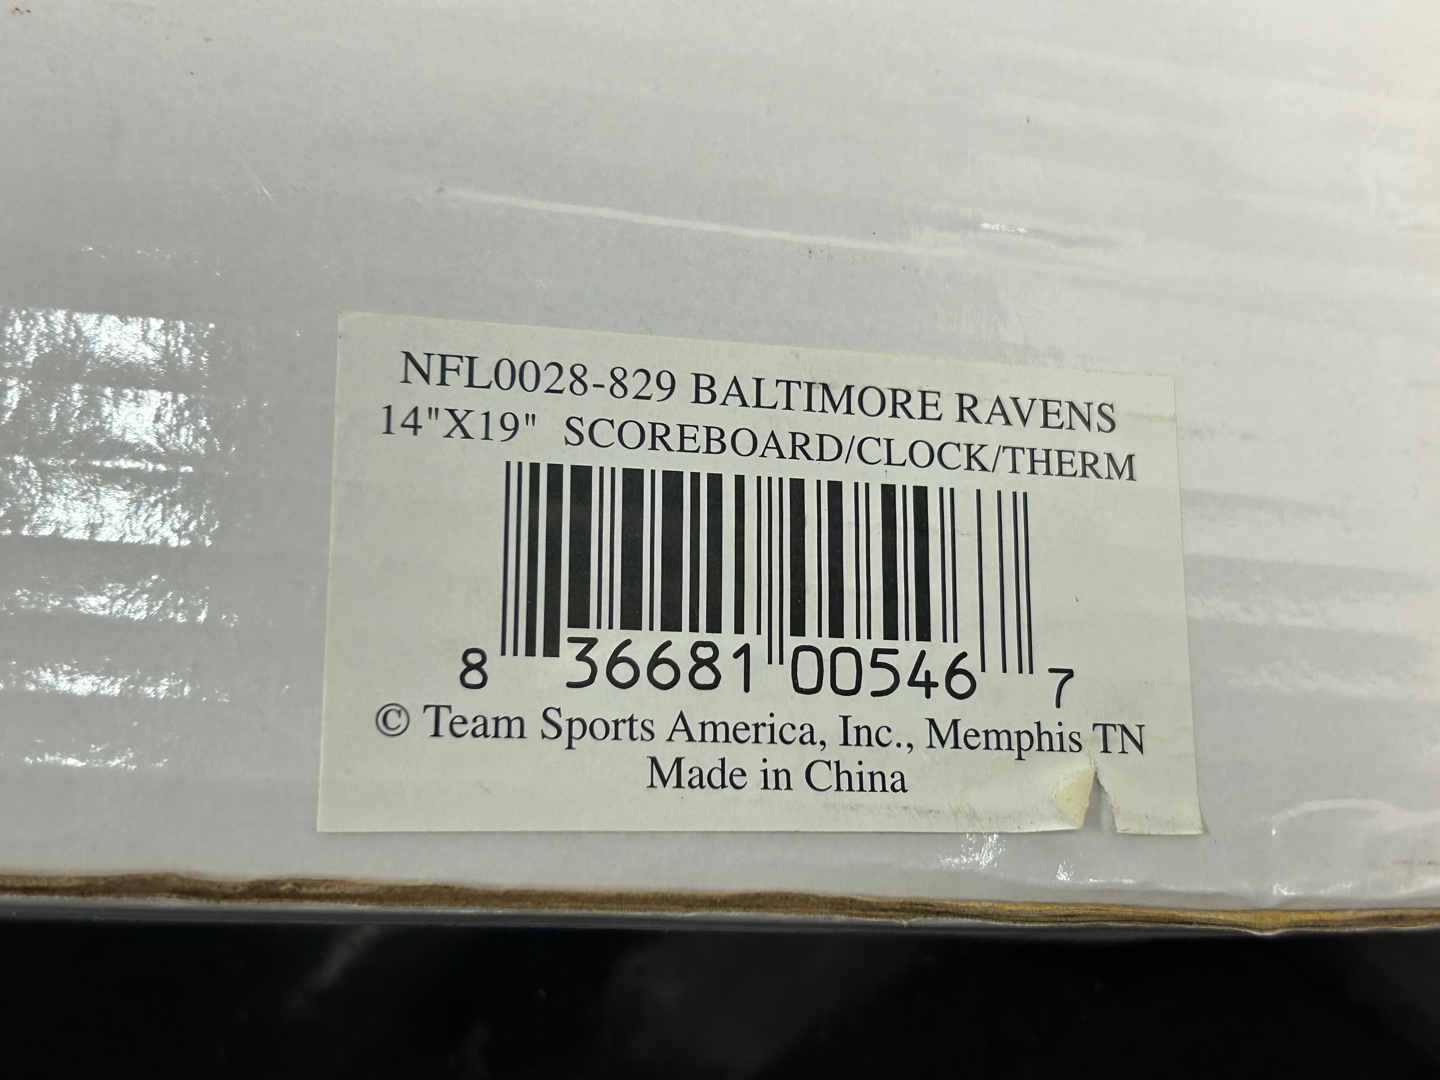 NFL0028-829 BALTIMORE RAVENS
14"X19" SCOREBOARD/CLOCK/THERM
8 36681 00546 7
© Team Sports America, Inc., Memphis TN
Made in China